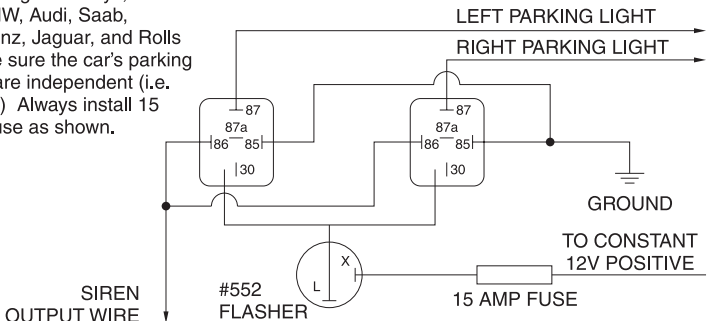 MW, Audi, Saab,
nz, Jaguar, and Rolls
e sure the car's parking
are independent (i.e.
) Always install 15
use as shown.
LEFT PARKING LIGHT
RIGHT PARKING LIGHT
87
87a
86 85
30
87
87a
86 85
30
GROUND
TO CONSTANT
12V POSITIVE
15 AMP FUSE
X
L
#552
FLASHER
SIREN
OUTPUT WIRE